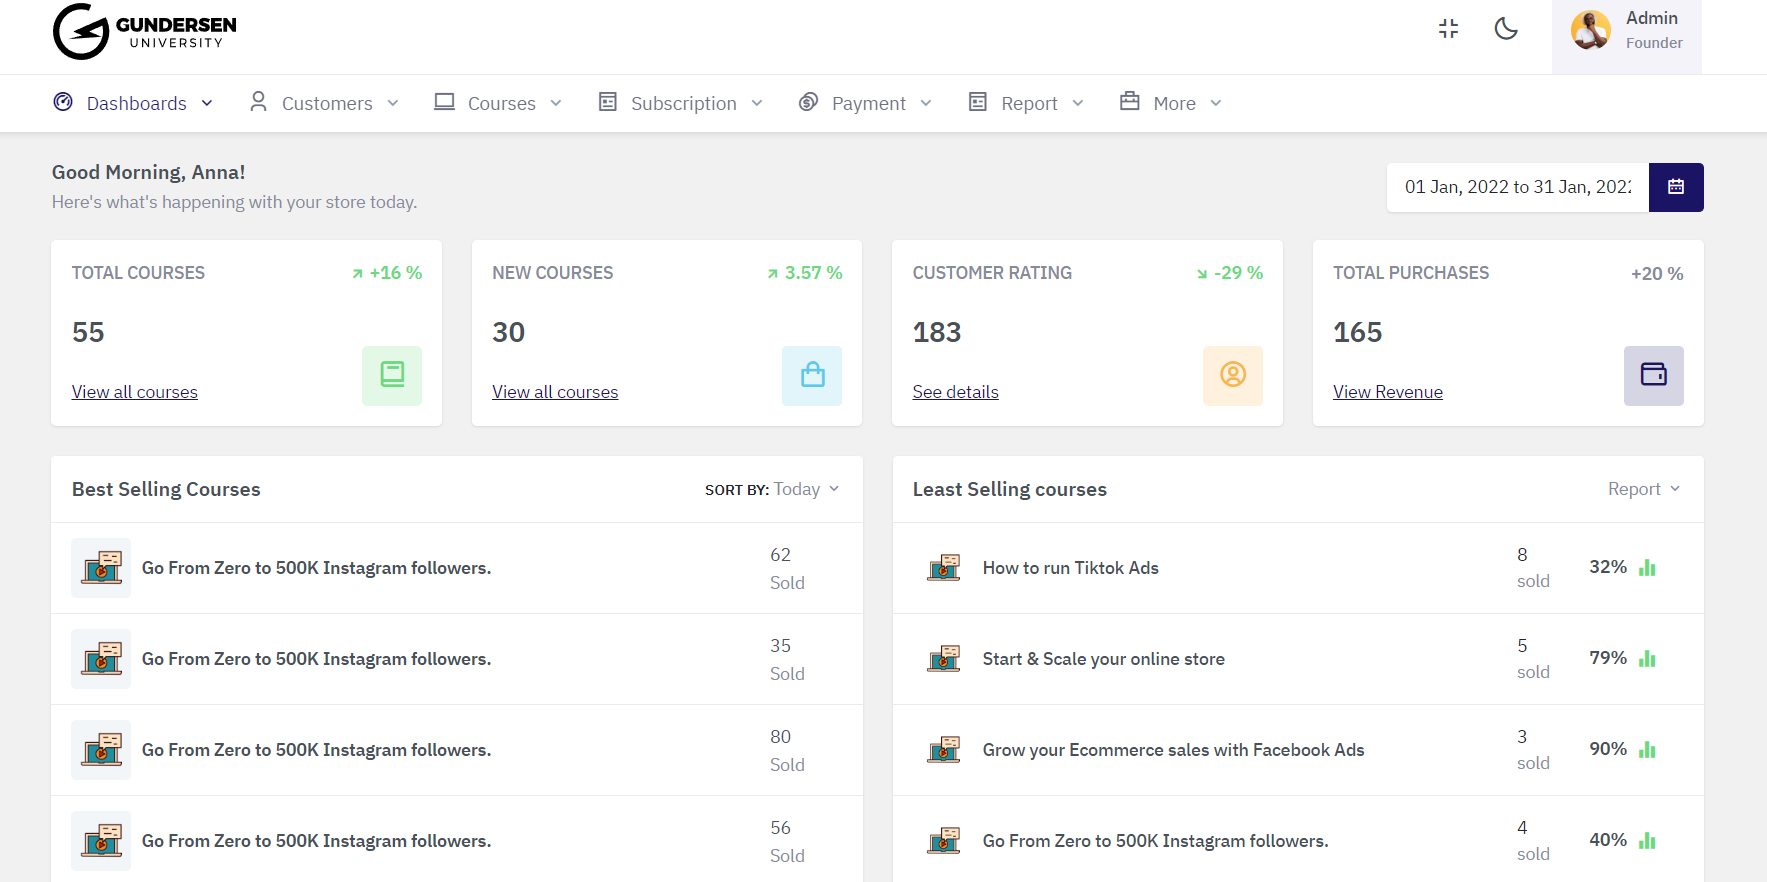 GUNDERSEN
UNIVERSITY
Admin
Founder
Dashboards Customers Courses Subscription Payment Report More
Good Morning, Anna!
Here's what's happening with your store today.
01 Jan, 2022 to 31 Jan, 2022
TOTAL COURSES +16 %
55
View all courses
NEW COURSES 3.57 %
30
View all courses
CUSTOMER RATING -29 %
183
See details
TOTAL PURCHASES +20 %
165
View Revenue
Best Selling Courses SORT BY: Today
Go From Zero to 500K Instagram followers. 62 Sold
Go From Zero to 500K Instagram followers. 35 Sold
Go From Zero to 500K Instagram followers. 80 Sold
Go From Zero to 500K Instagram followers. 56 Sold
Least Selling courses Report
How to run Tiktok Ads 8 sold 32%
Start & Scale your online store 5 sold 79%
Grow your Ecommerce sales with Facebook Ads 3 sold 90%
Go From Zero to 500K Instagram followers. 4 sold 40%